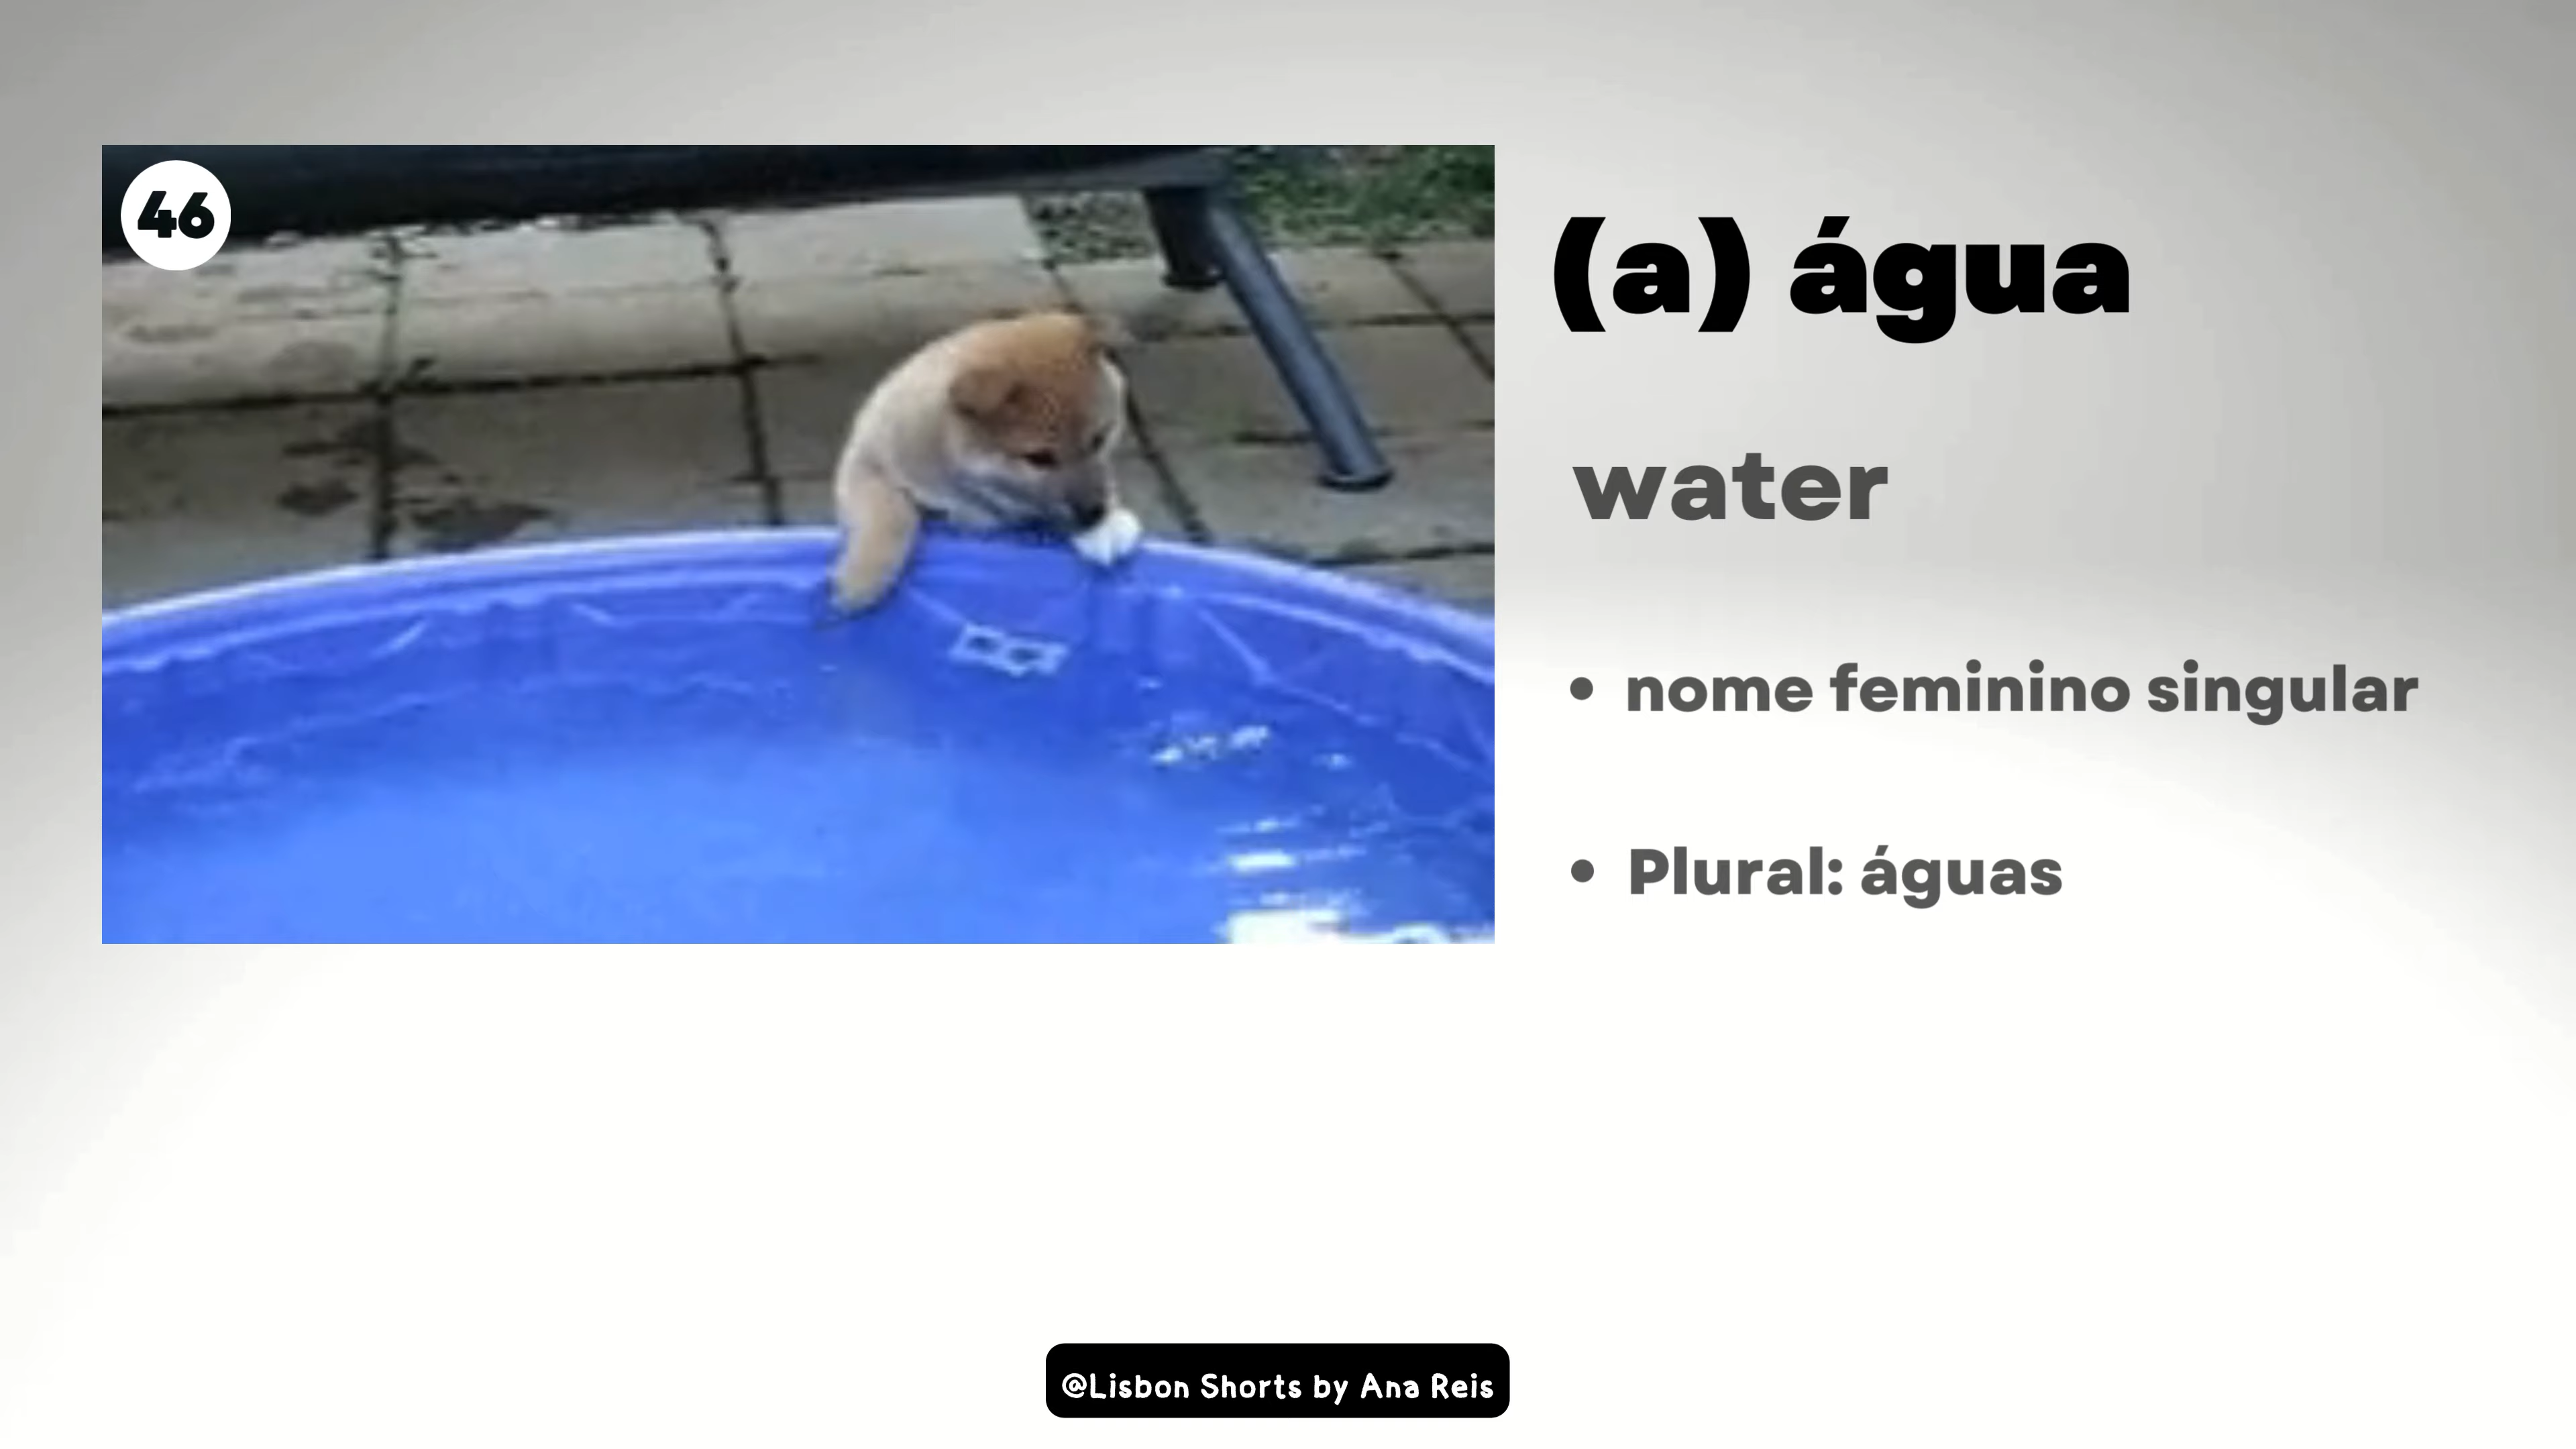 46
(a) água
water
• nome feminino singular
• Plural: águas
@Lisbon Shorts by Ana Reis